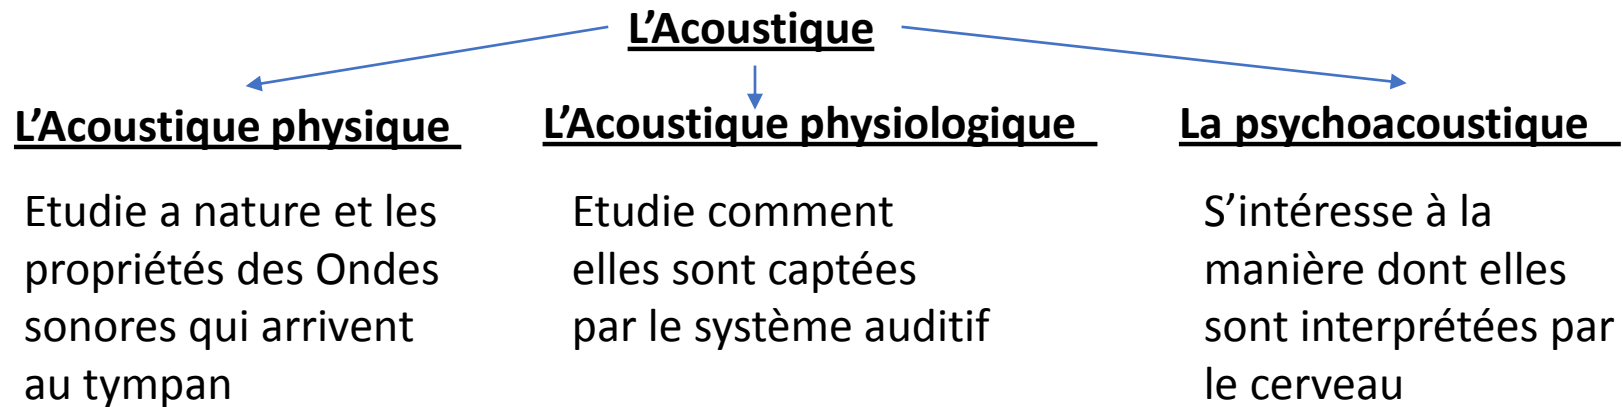 L’Acoustique
L’Acoustique physique
Etudie a nature et les
propriétés des Ondes
sonores qui arrivent
au tympan
L’Acoustique physiologique
Etudie comment
elles sont captées
par le système auditif
La psychoacoustique
S’intéresse à la
manière dont elles
sont interprétées par
le cerveau